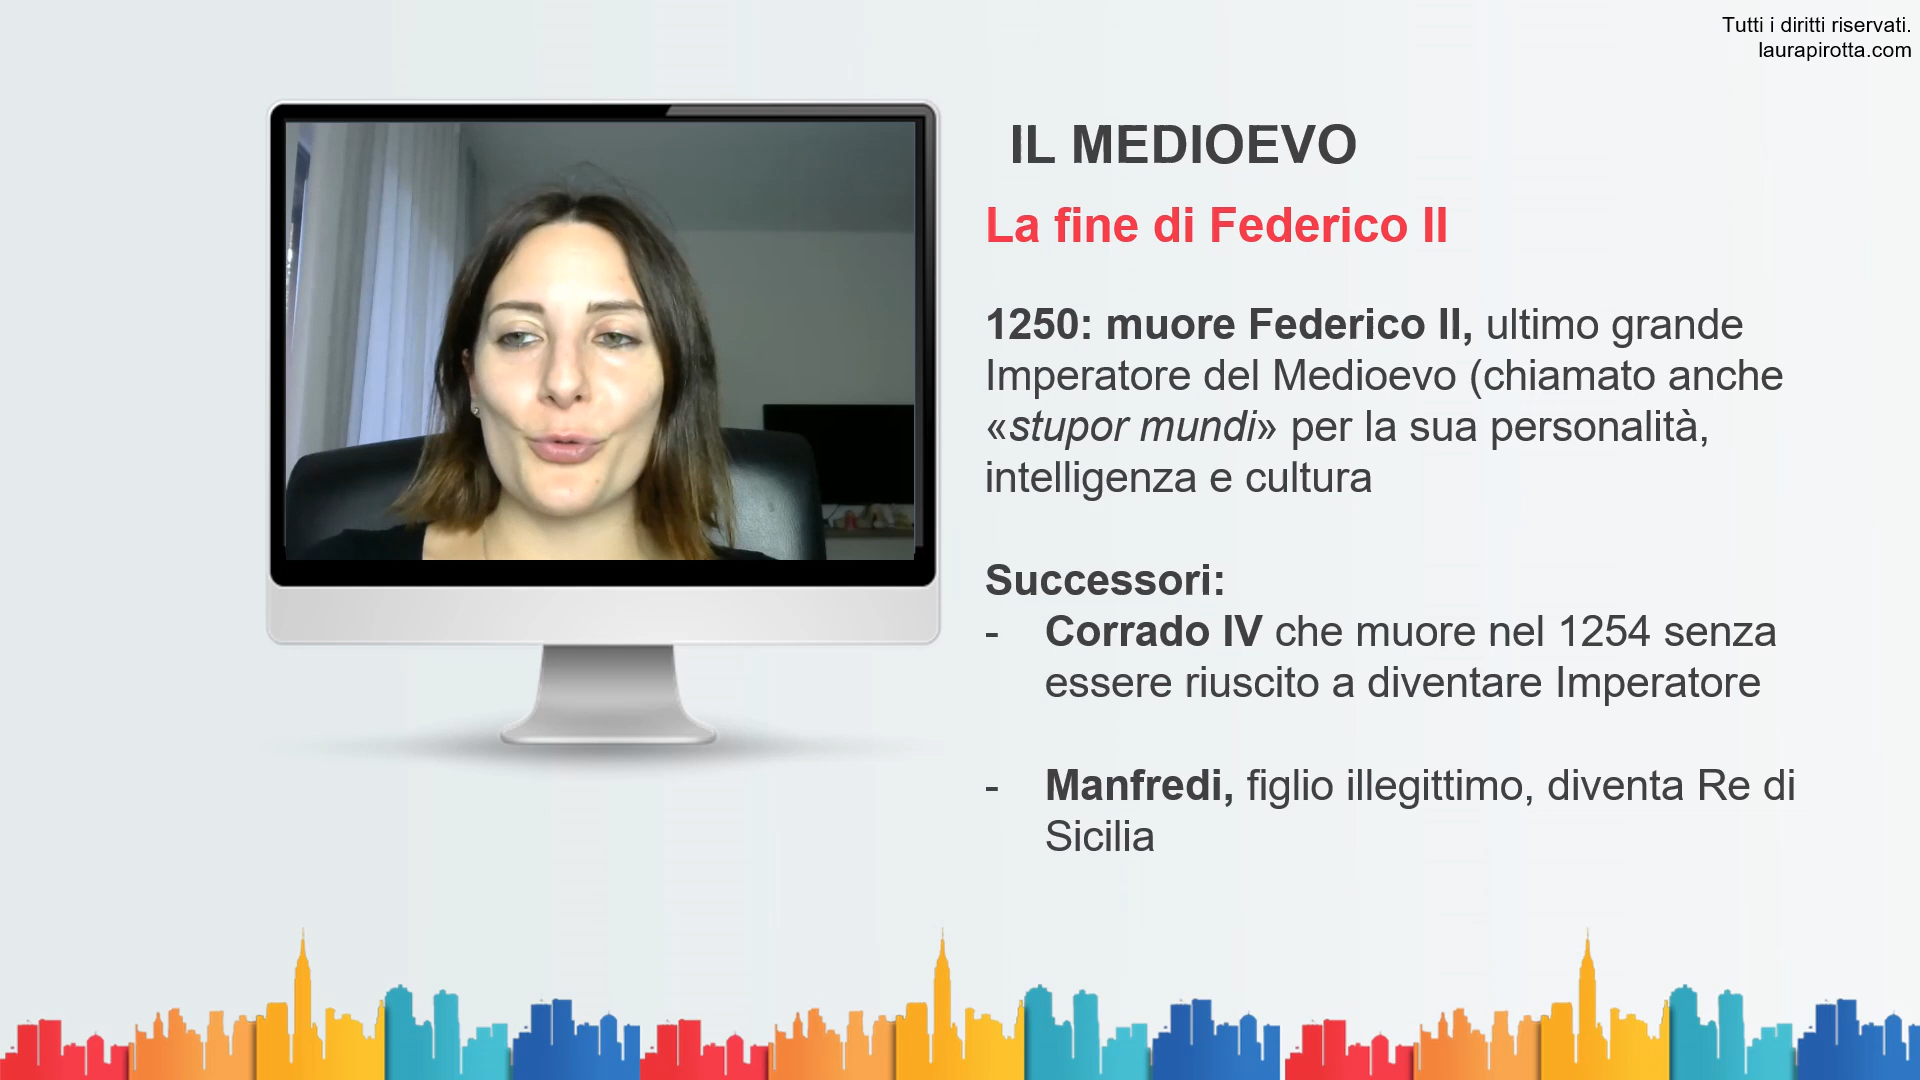 Tutti i diritti riservati.
laurapirotta.com
IL MEDIOEVO
La fine di Federico II
1250: muore Federico II, ultimo grande
Imperatore del Medioevo (chiamato anche
«stupor mundi» per la sua personalità,
intelligenza e cultura
Successori:
- Corrado IV che muore nel 1254 senza
essere riuscito a diventare Imperatore
- Manfredi, figlio illegittimo, diventa Re di
Sicilia